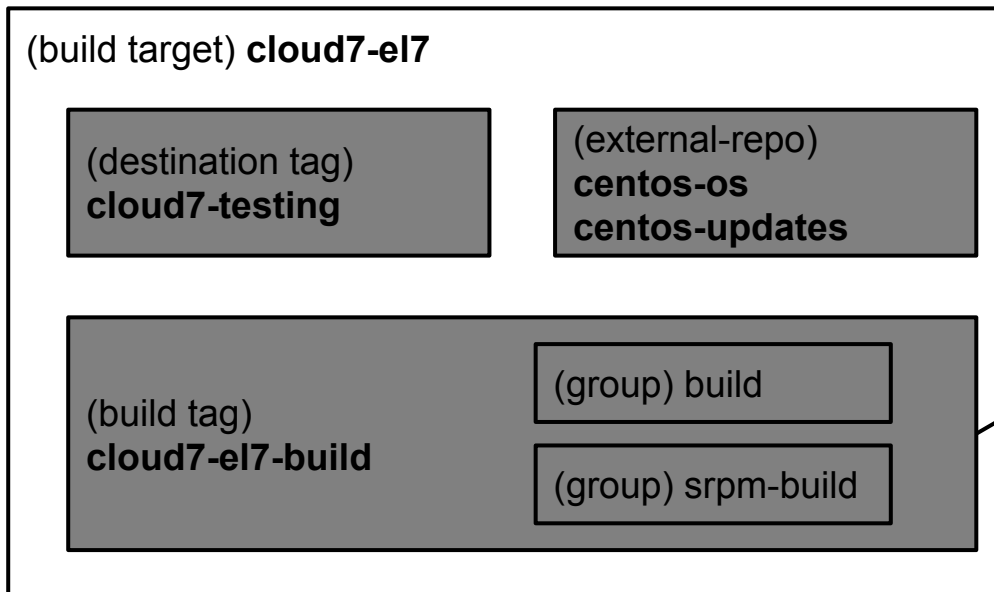 (build target) cloud7-el7
(destination tag)
cloud7-testing
(external-repo)
centos-os
centos-updates
(build tag)
cloud7-el7-build
(group) build
(group) srpm-build